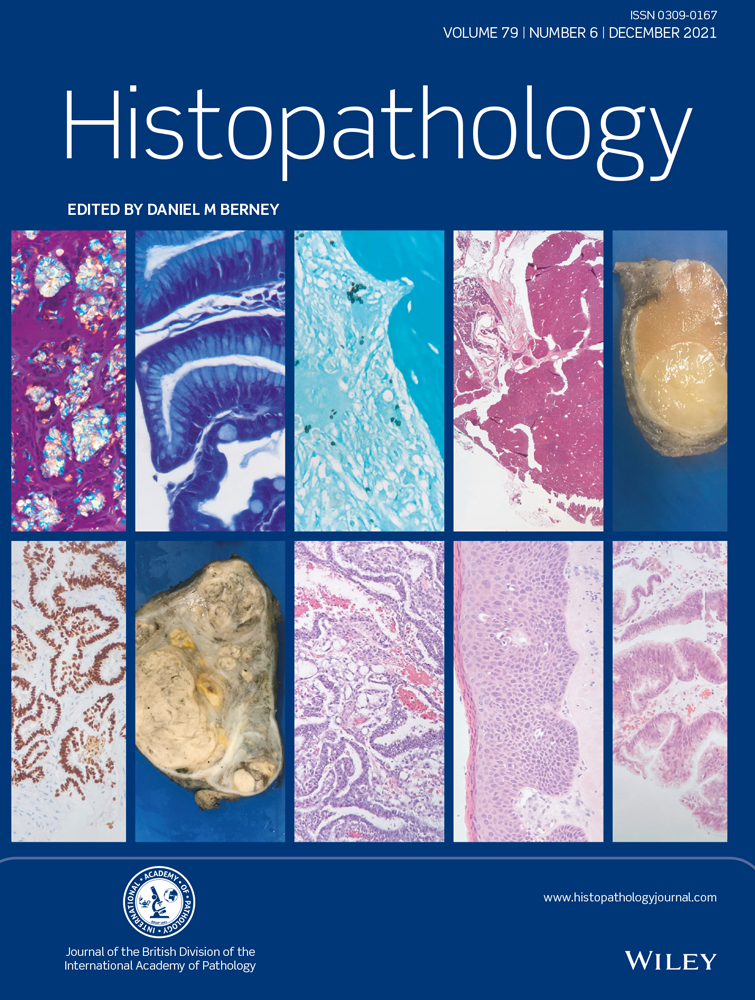 ISSN 0309-0167
VOLUME 79 | NUMBER 6 | DECEMBER 2021
Histopathology
EDITED BY DANIEL M BERNEY
INTERNATIONAL • ACADEMY • OF • PATHOLOGY •
www.histopathologyjournal.com
Journal of the British Division of the
International Academy of Pathology
WILEY